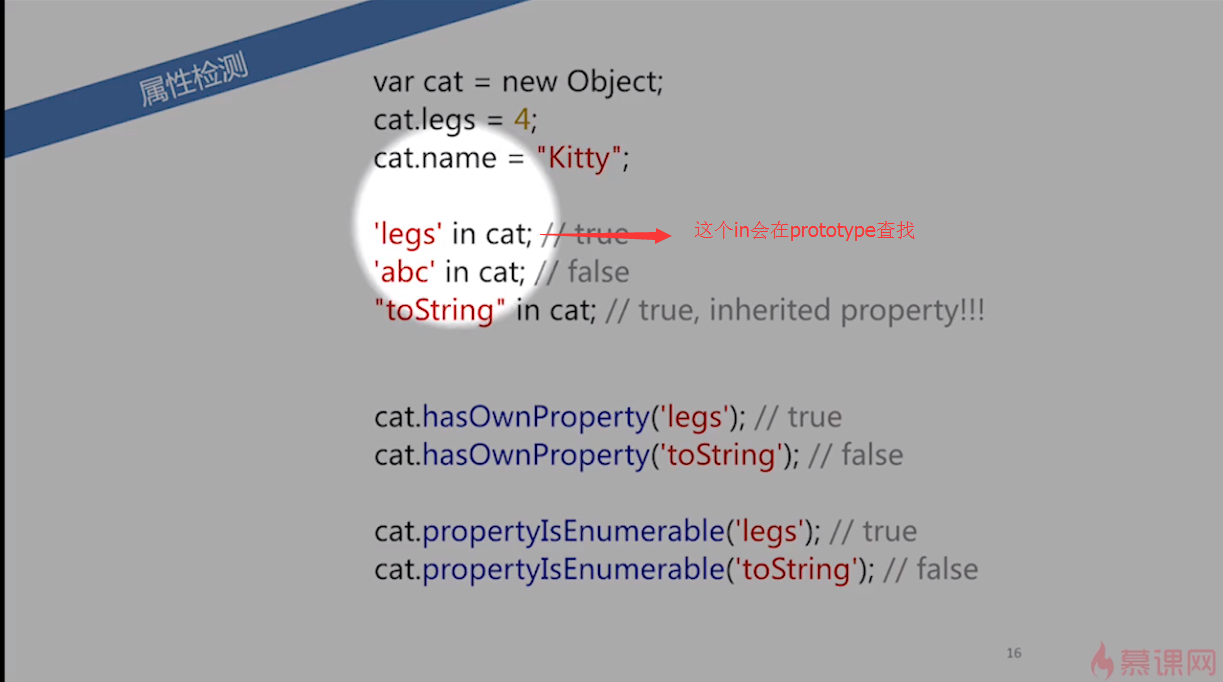 属性检测
var cat = new Object;
cat.legs = 4;
cat.name = "Kitty";
'legs' in cat; // true
这个in会在prototype查找
'abc' in cat; // false
"toString" in cat; // true, inherited property!!!
cat.hasOwnProperty('legs'); // true
cat.hasOwnProperty('toString'); // false
cat.propertyIsEnumerable('legs'); // true
cat.propertyIsEnumerable('toString'); // false
16
慕课网